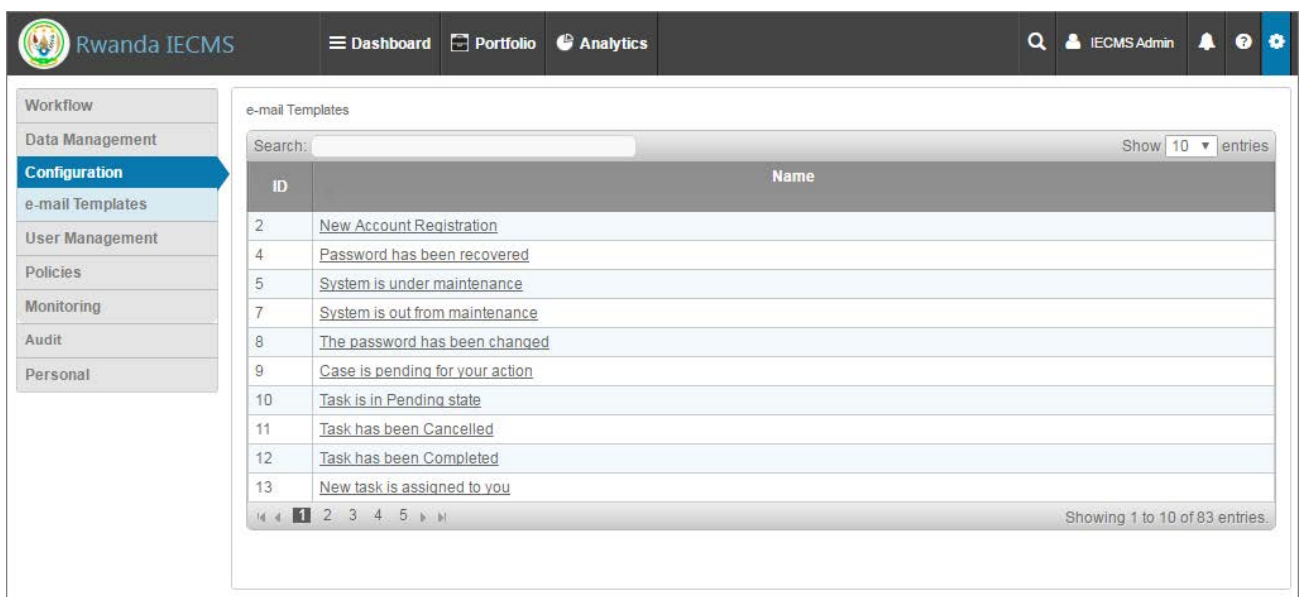 Rwanda IECMS Dashboard Portfolio Analytics IECMS Admin
Workflow
Data Management
Configuration
e-mail Templates
User Management
Policies
Monitoring
Audit
Personal
e-mail Templates
Search: Show 10 entries
ID Name
2 New Account Registration
4 Password has been recovered
5 System is under maintenance
7 System is out from maintenance
8 The password has been changed
9 Case is pending for your action
10 Task is in Pending state
11 Task has been Cancelled
12 Task has been Completed
13 New task is assigned to you
1 2 3 4 5 Showing 1 to 10 of 83 entries.